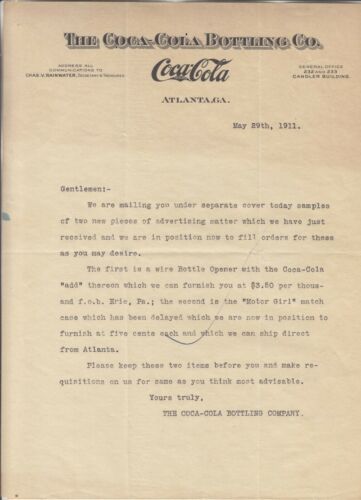 THE COCA-COLA BOTTLING CO.
ADDRESS ALL
COMMUNICATIONS TO
CHAS. V. RAINWATER, SECRETARY & TREASURER
Coca-Cola
GENERAL OFFICE
232 AND 233
CANDLER BUILDING.
ATLANTA, GA.
May 29th, 1911.
Gentlemen:-
We are mailing you under separate cover today samples
of two new pieces of advertising matter which we have just
received and we are in position now to fill orders for these
as you may desire.
The first is a wire Bottle Opener with the Coca-Cola
"add" thereon which we can furnish you at $3.50 per thous-
and f.o.b. Erie, Pa.; the second is the "Motor Girl" match
case which has been delayed which we are now in position to
furnish at five cents each and which we can ship direct
from Atlanta.
Please keep these two items before you and make re-
quisitions on us for same as you think most advisable.
Yours truly,
THE COCA-COLA BOTTLING COMPANY.